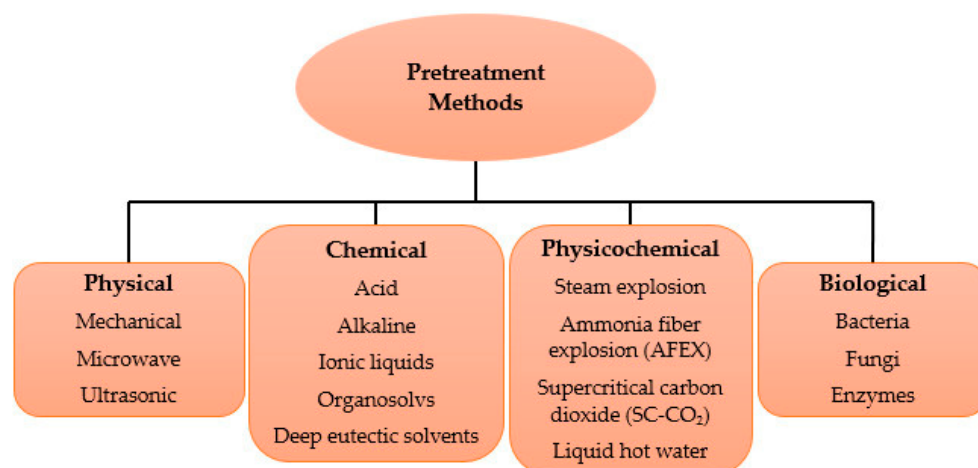 Pretreatment
Methods
Physical
Mechanical
Microwave
Ultrasonic
Chemical
Acid
Alkaline
Ionic liquids
Organosolvs
Deep eutectic solvents
Physicochemical
Steam explosion
Ammonia fiber
explosion (AFEX)
Supercritical carbon
dioxide (SC-CO₂)
Liquid hot water
Biological
Bacteria
Fungi
Enzymes